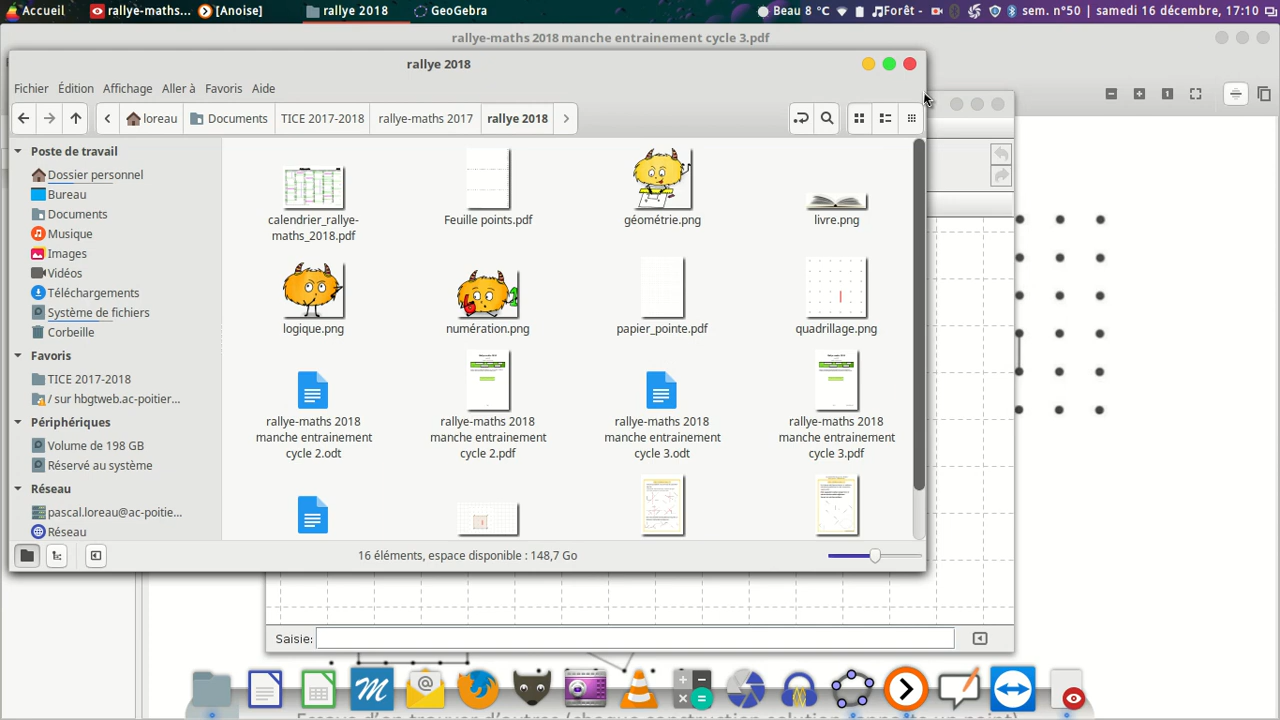 Accueil rallye-maths... [Anoise] rallye 2018 GeoGebra Beau 8 °C Forêt - sem. n°50 | samedi 16 décembre, 17:10
rallye-maths 2018 manche entrainement cycle 3.pdf
rallye 2018
Fichier Édition Affichage Aller à Favoris Aide
loreau Documents TICE 2017-2018 rallye-maths 2017 rallye 2018
Poste de travail
Dossier personnel
Bureau
Documents
Musique
Images
Vidéos
Téléchargements
Système de fichiers
Corbeille
Favoris
TICE 2017-2018
/ sur hbgtweb.ac-poitier...
Périphériques
Volume de 198 GB
Réservé au système
Réseau
pascal.loreau@ac-poitie...
Réseau
calendrier_rallye-
maths_2018.pdf
Feuille points.pdf
géométrie.png
livre.png
logique.png
numération.png
papier_pointe.pdf
quadrillage.png
rallye-maths 2018
manche entrainement
cycle 2.odt
rallye-maths 2018
manche entrainement
cycle 2.pdf
rallye-maths 2018
manche entrainement
cycle 3.odt
rallye-maths 2018
manche entrainement
cycle 3.pdf
16 éléments, espace disponible : 148,7 Go
Saisie: